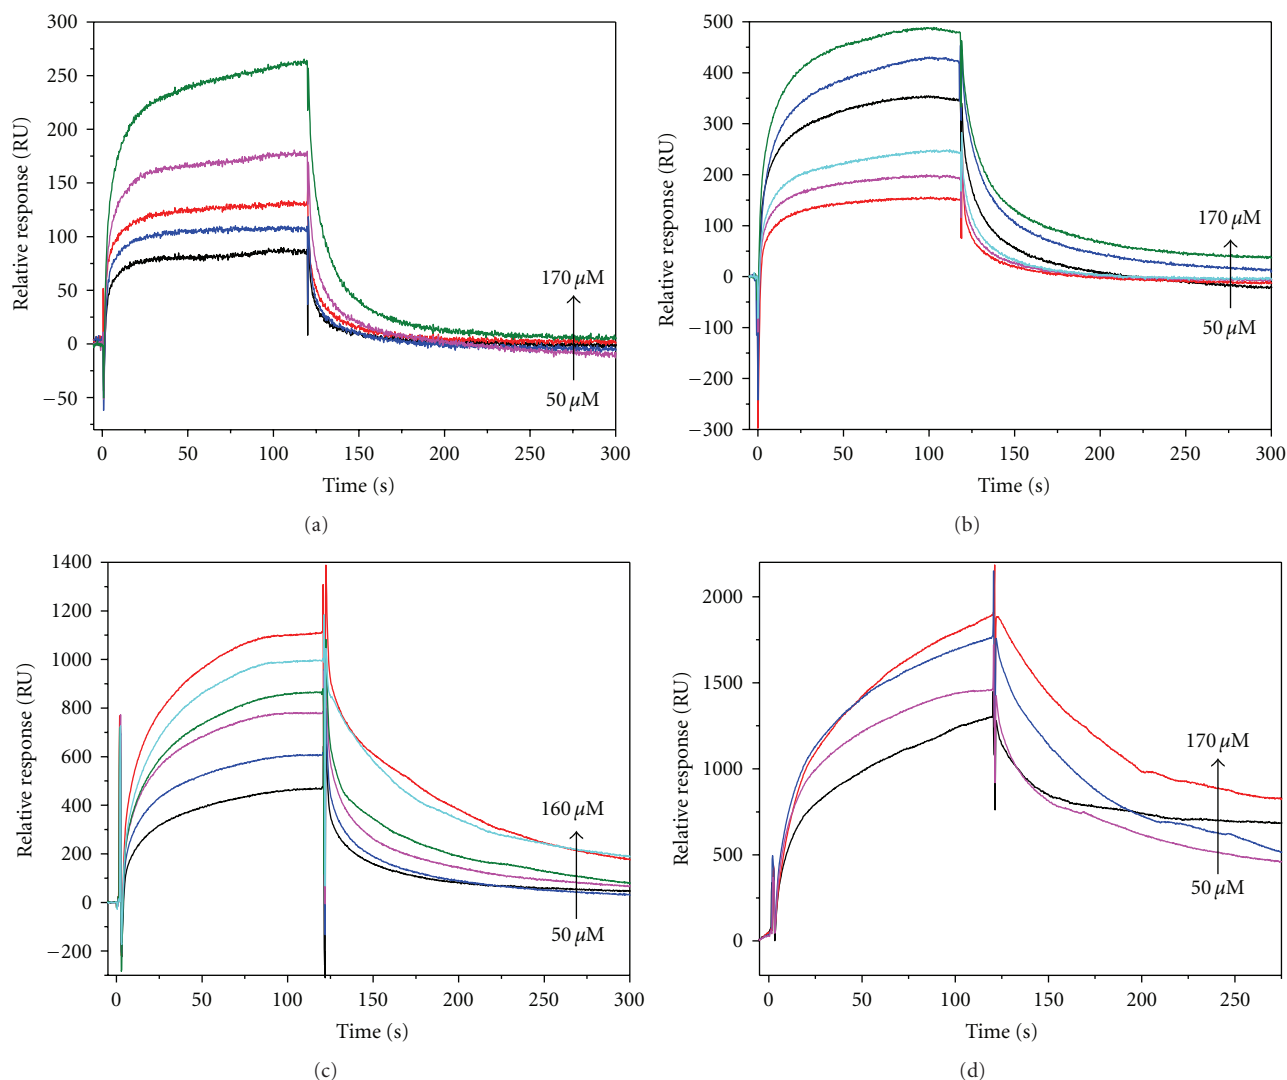 300
250
200
150
100
50
0
−50
Relative response (RU)
170 µM
50 µM
0 50 100 150 200 250 300
Time (s)
(a)
500
400
300
200
100
0
−100
−200
−300
Relative response (RU)
170 µM
50 µM
0 50 100 150 200 250 300
Time (s)
(b)
1400
1200
1000
800
600
400
200
0
−200
Relative response (RU)
160 µM
50 µM
0 50 100 150 200 250 300
Time (s)
(c)
2000
1500
1000
500
0
Relative response (RU)
170 µM
50 µM
0 50 100 150 200 250
Time (s)
(d)